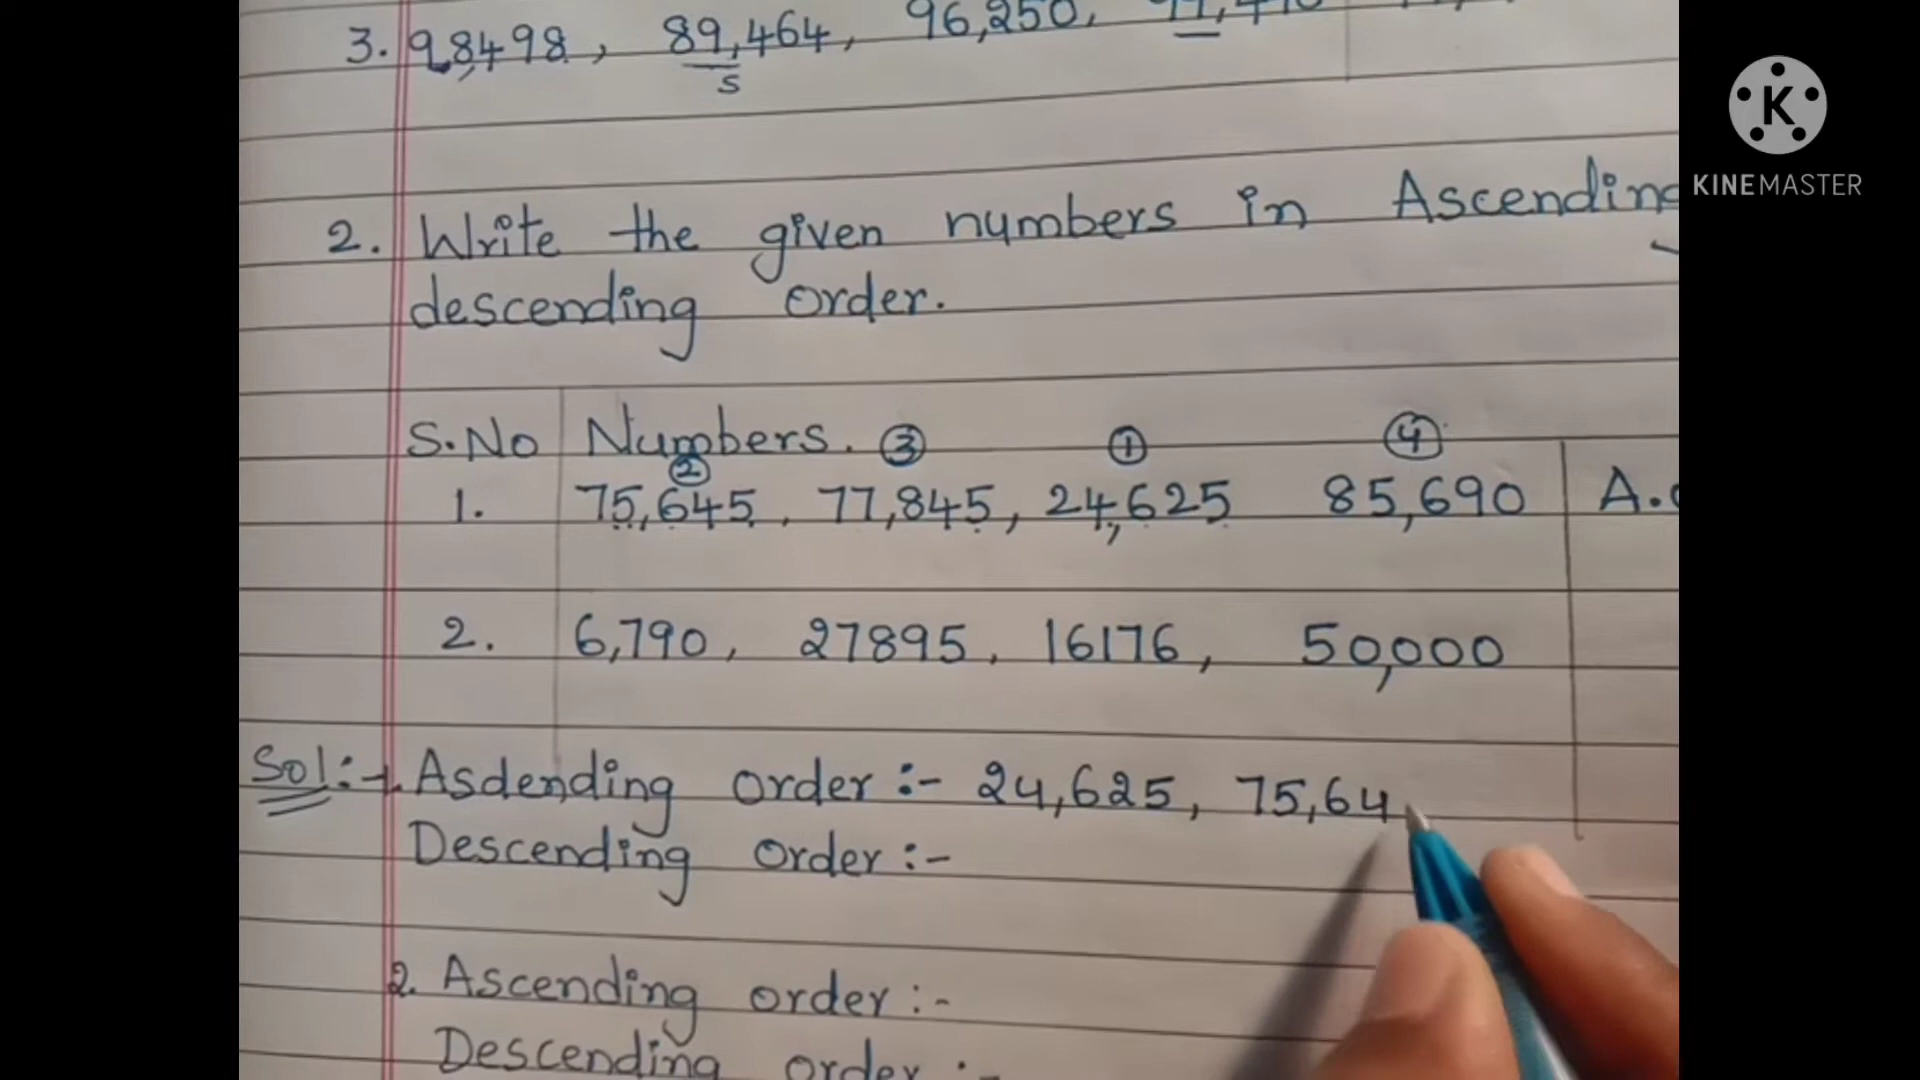 3. 98,498, 89,464, 96,250,
s
2. Write the given numbers in Ascending
descending order.
S.No Numbers. ③ ① ④
②
1. 75,645, 77,845, 24,625 85,690 A.
2. 6,790, 27895, 16176, 50,000
Sol:-1. Asdending order :- 24,625, 75,64
Descending order :-
2. Ascending order :-
Descending order :-
K
KINEMASTER